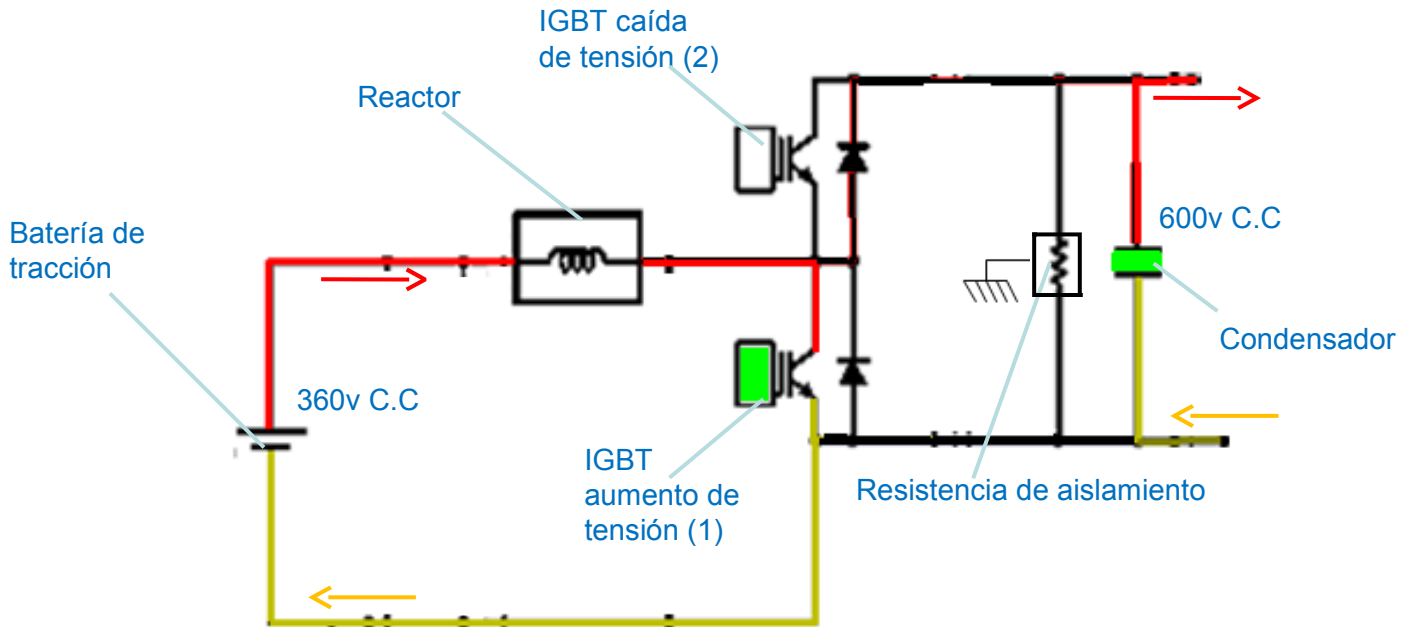 IGBT caída
de tensión (2)
Reactor
Batería de
tracción
600v C.C
Condensador
360v C.C
IGBT
aumento de
tensión (1)
Resistencia de aislamiento